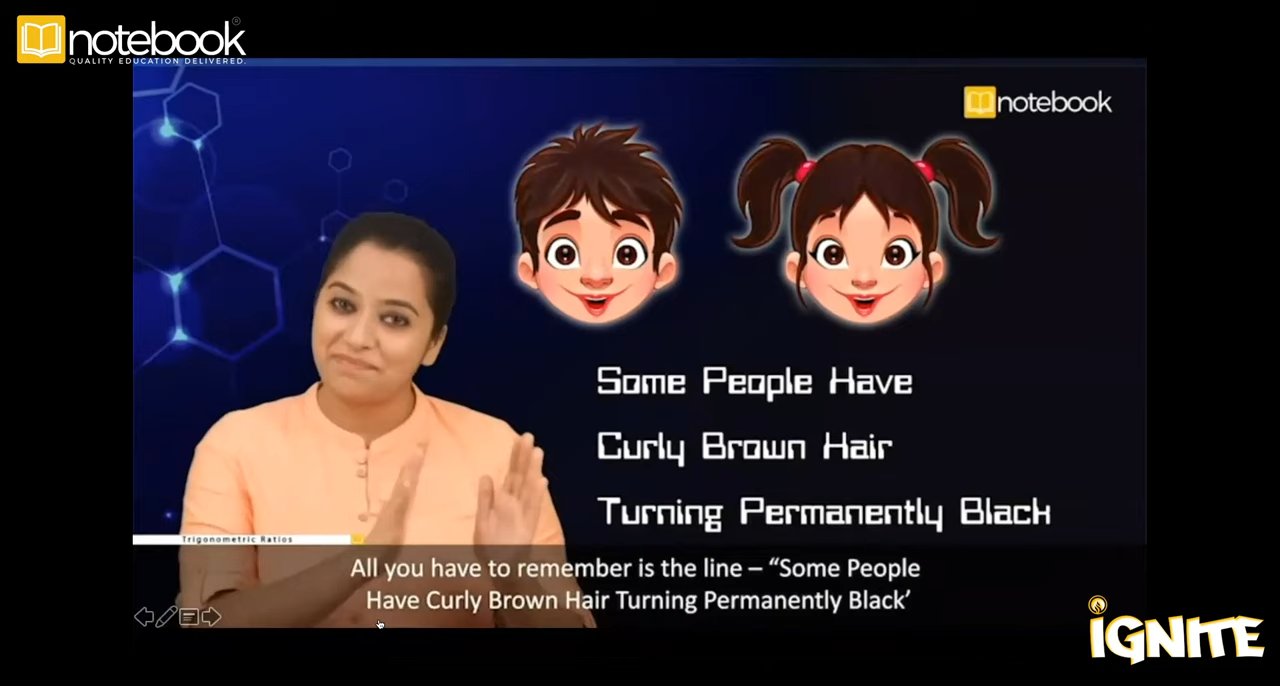 notebook
QUALITY EDUCATION DELIVERED.
notebook
Some People Have
Curly Brown Hair
Turning Permanently Black
Trigonometric Ratios
All you have to remember is the line – “Some People
Have Curly Brown Hair Turning Permanently Black’
iGNITE